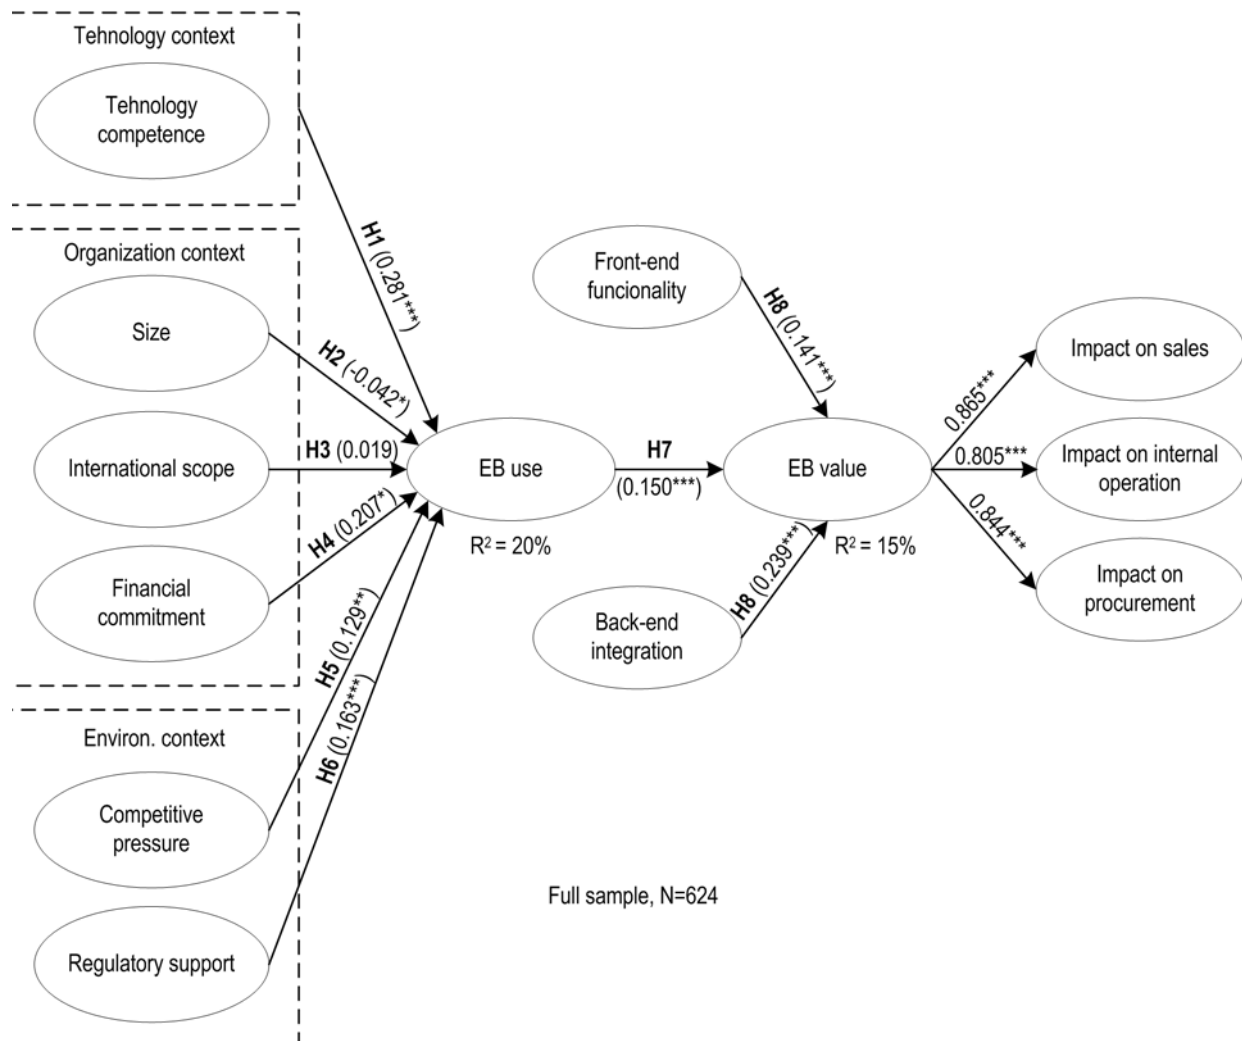 Tehnology context
Tehnology
competence
H1 (0.281***)
Organization context
Size
H2 (-0.042*)
International scope
H3 (0.019)
Financial
commitment
H4 (0.207*)
Environ. context
Competitive
pressure
H5 (0.129**)
Regulatory support
H6 (0.163***)
EB use
R² = 20%
H7
(0.150***)
Front-end
funcionality
H8 (0.141***)
EB value
R² = 15%
Back-end
integration
H8 (0.239***)
0.865***
Impact on sales
0.805***
Impact on internal
operation
0.844***
Impact on
procurement
Full sample, N=624